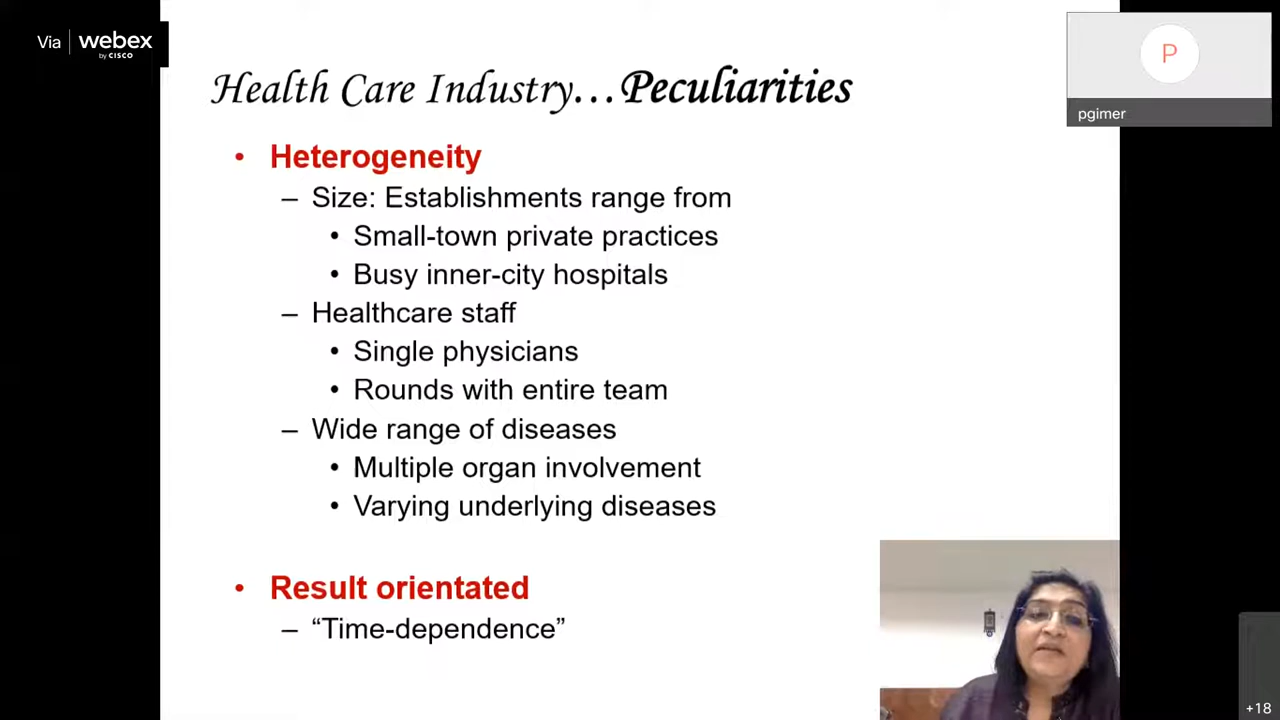 Via webex
by CISCO
P
pgimer
Health Care Industry...Peculiarities
• Heterogeneity
– Size: Establishments range from
• Small-town private practices
• Busy inner-city hospitals
– Healthcare staff
• Single physicians
• Rounds with entire team
– Wide range of diseases
• Multiple organ involvement
• Varying underlying diseases
• Result orientated
– “Time-dependence”
+18